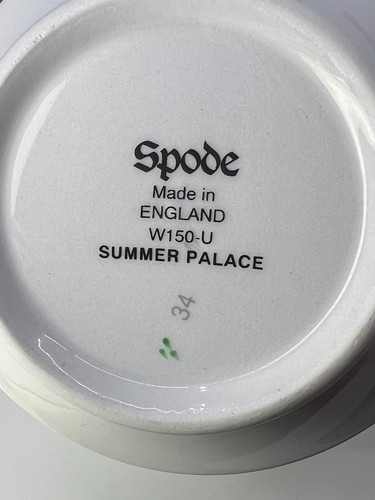 Spode
Made in
ENGLAND
W150-U
SUMMER PALACE
34